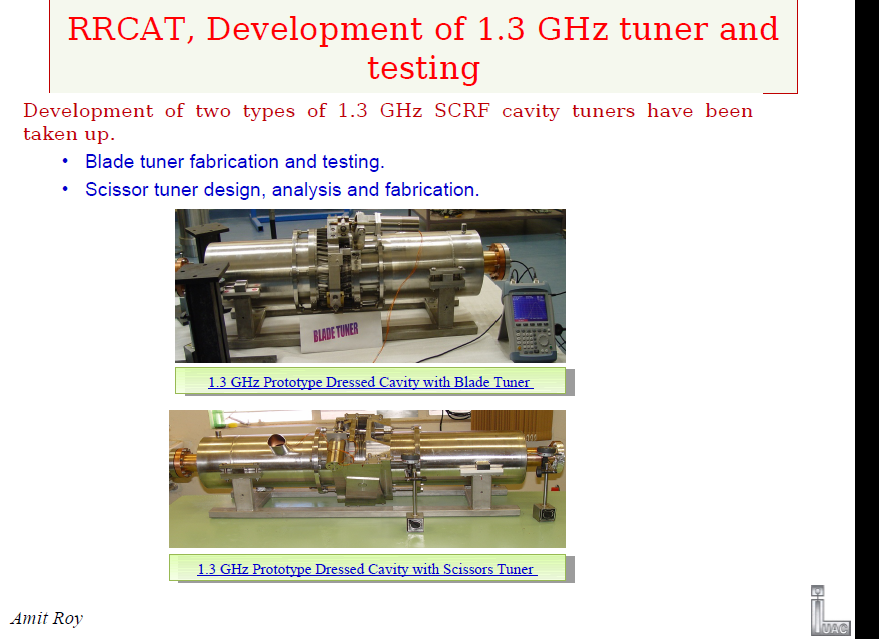 RRCAT, Development of 1.3 GHz tuner and
testing
Development of two types of 1.3 GHz SCRF cavity tuners have been
taken up.
• Blade tuner fabrication and testing.
• Scissor tuner design, analysis and fabrication.
BLADE TUNER
1.3 GHz Prototype Dressed Cavity with Blade Tuner
1.3 GHz Prototype Dressed Cavity with Scissors Tuner
Amit Roy
IUAC